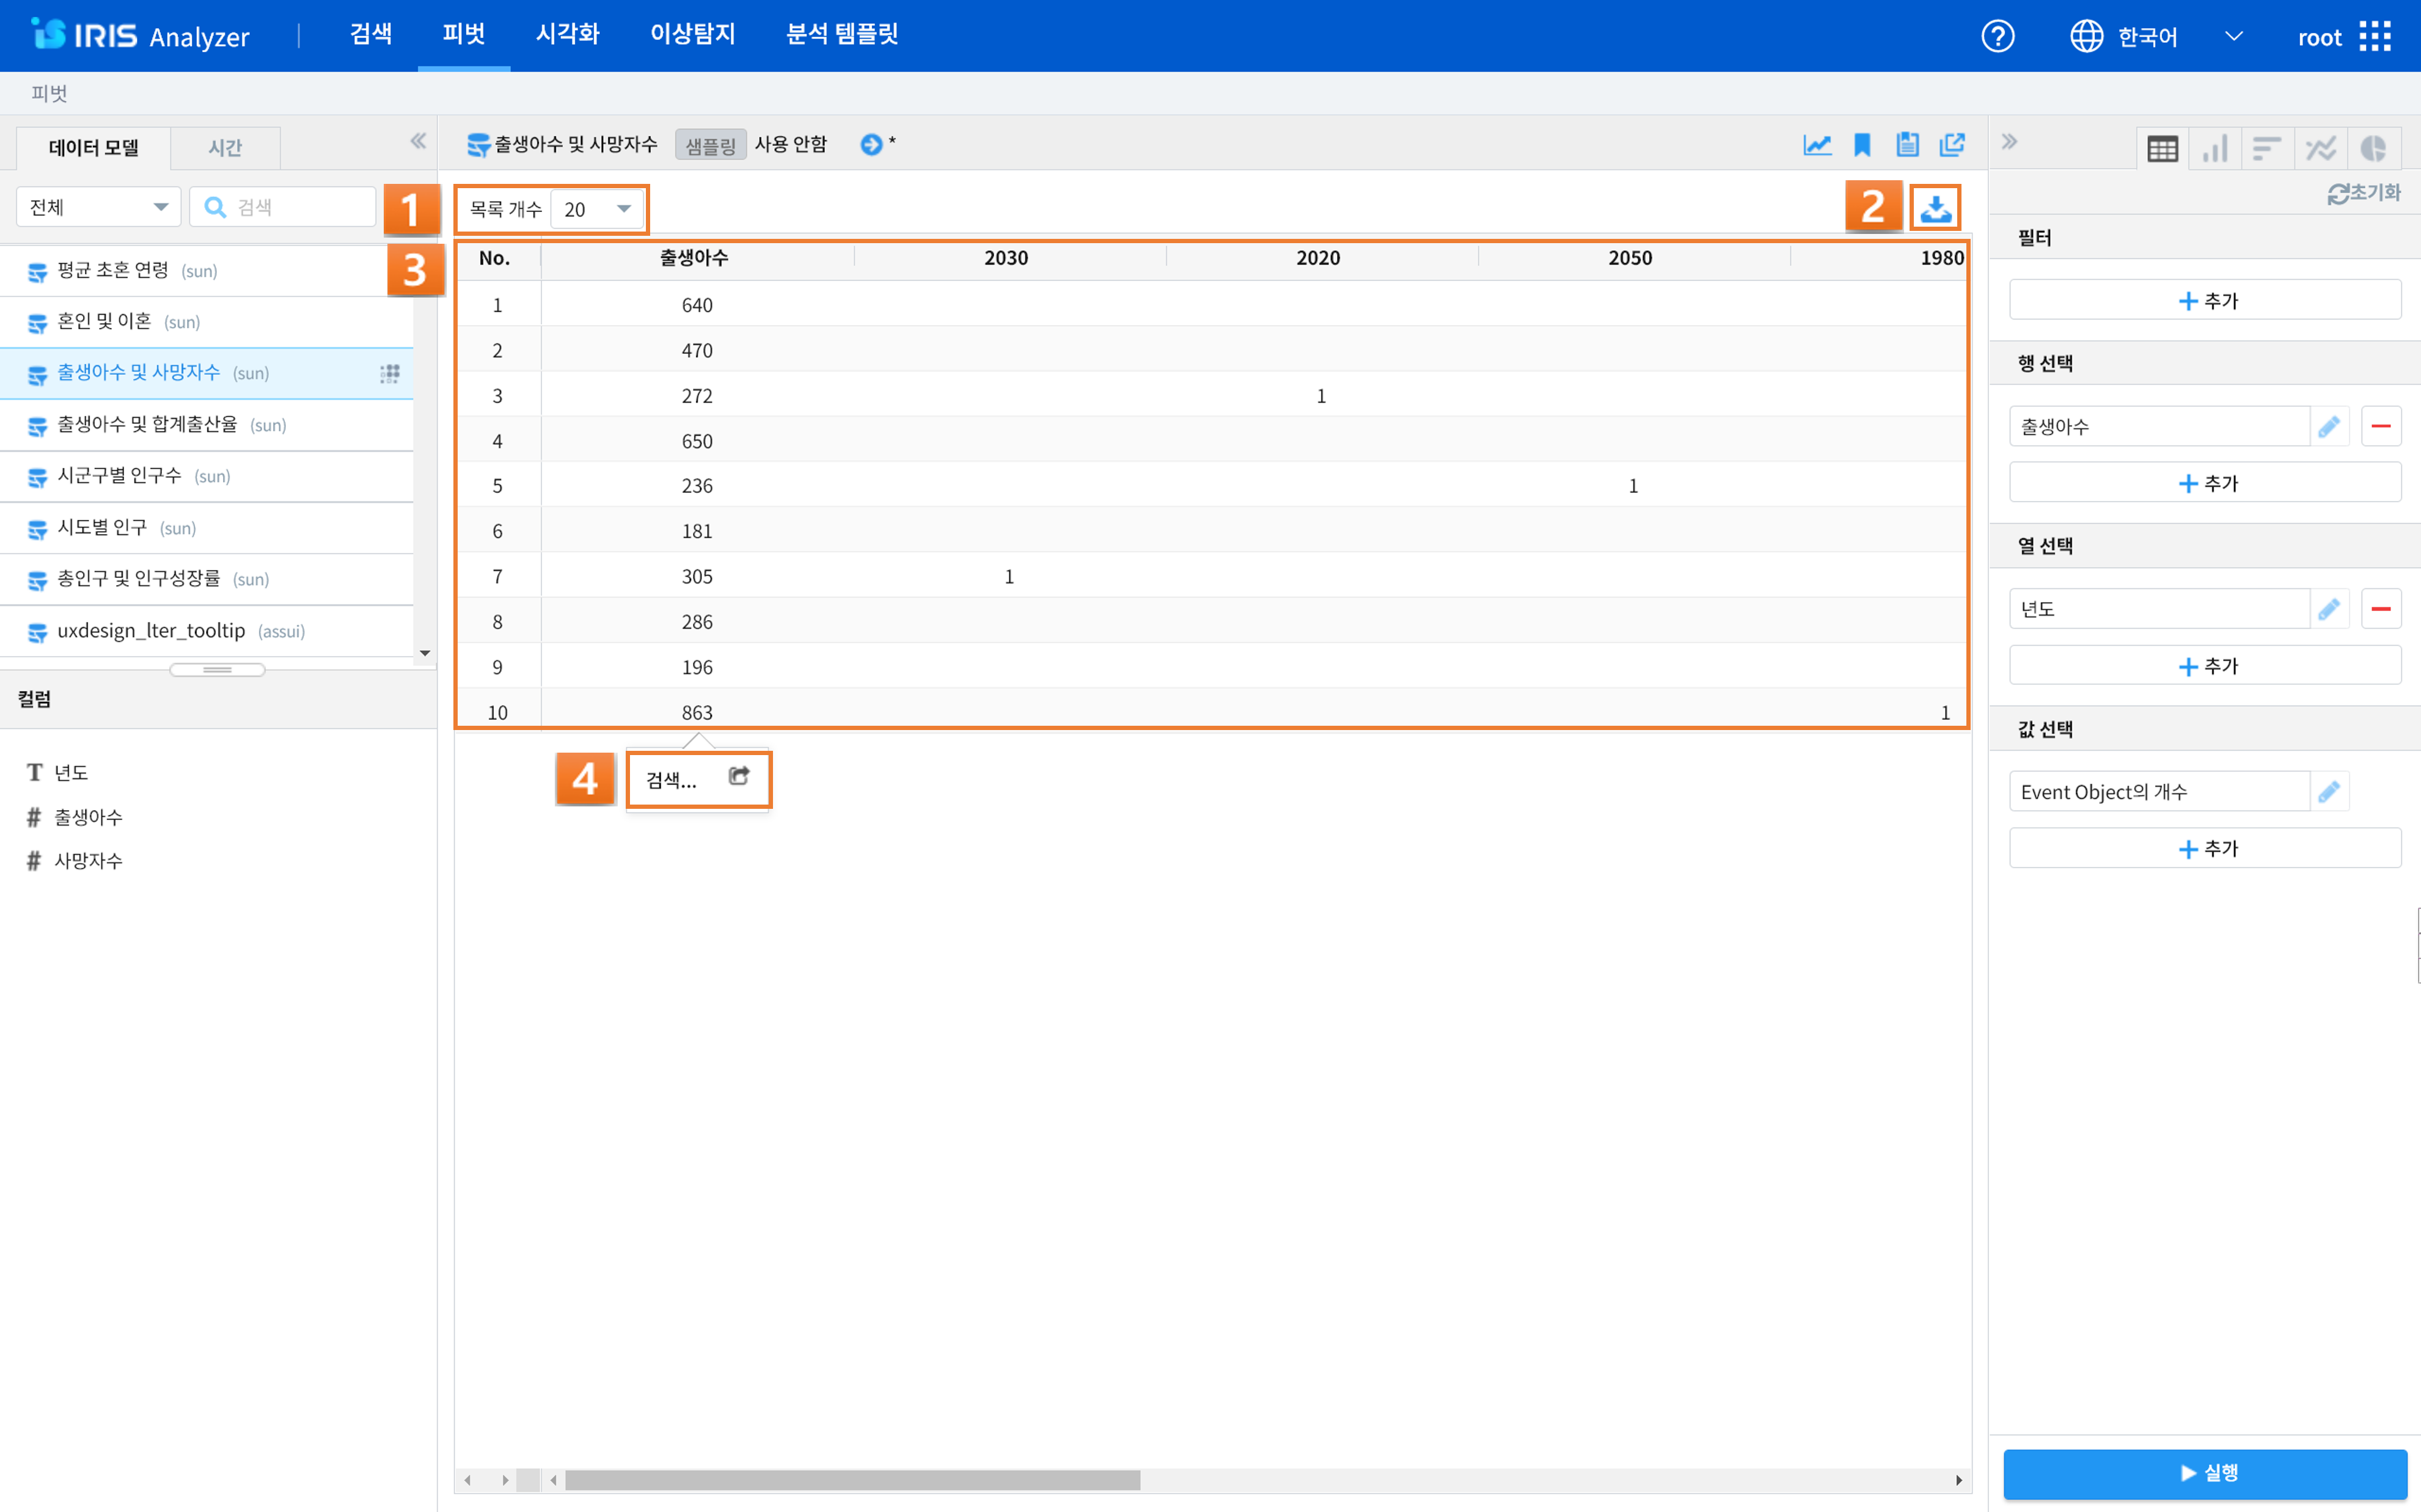 IRIS Analyzer
검색
피벗
시각화
이상탐지
분석 템플릿
?
한국어
root
피벗
데이터 모델
시간
전체
검색
평균 초혼 연령 (sun)
혼인 및 이혼 (sun)
출생아수 및 사망자수 (sun)
출생아수 및 합계출산율 (sun)
시군구별 인구수 (sun)
시도별 인구 (sun)
총인구 및 인구성장률 (sun)
uxdesign_lter_tooltip (assui)
컬럼
T 년도
# 출생아수
# 사망자수
출생아수 및 사망자수 샘플링 사용 안함 *
1 목록 개수 20
2
3
No. 출생아수 2030 2020 2050 1980
1 640
2 470
3 272 1
4 650
5 236 1
6 181
7 305 1
8 286
9 196
10 863 1
4 검색...
초기화
필터
+ 추가
행 선택
출생아수
+ 추가
열 선택
년도
+ 추가
값 선택
Event Object의 개수
+ 추가
실행